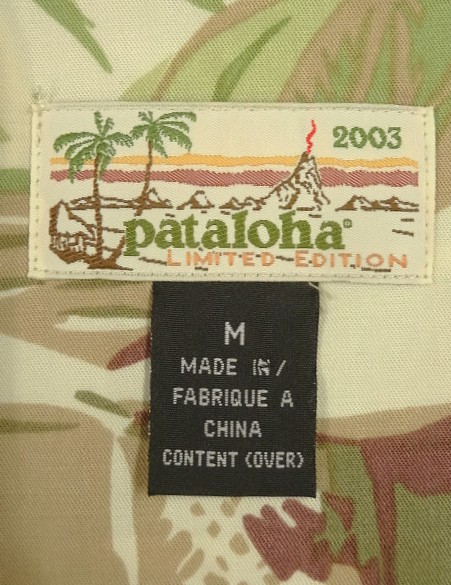 2003
pataloha®
LIMITED EDITION
M
MADE IN/
FABRIQUE A
CHINA
CONTENT (OVER)